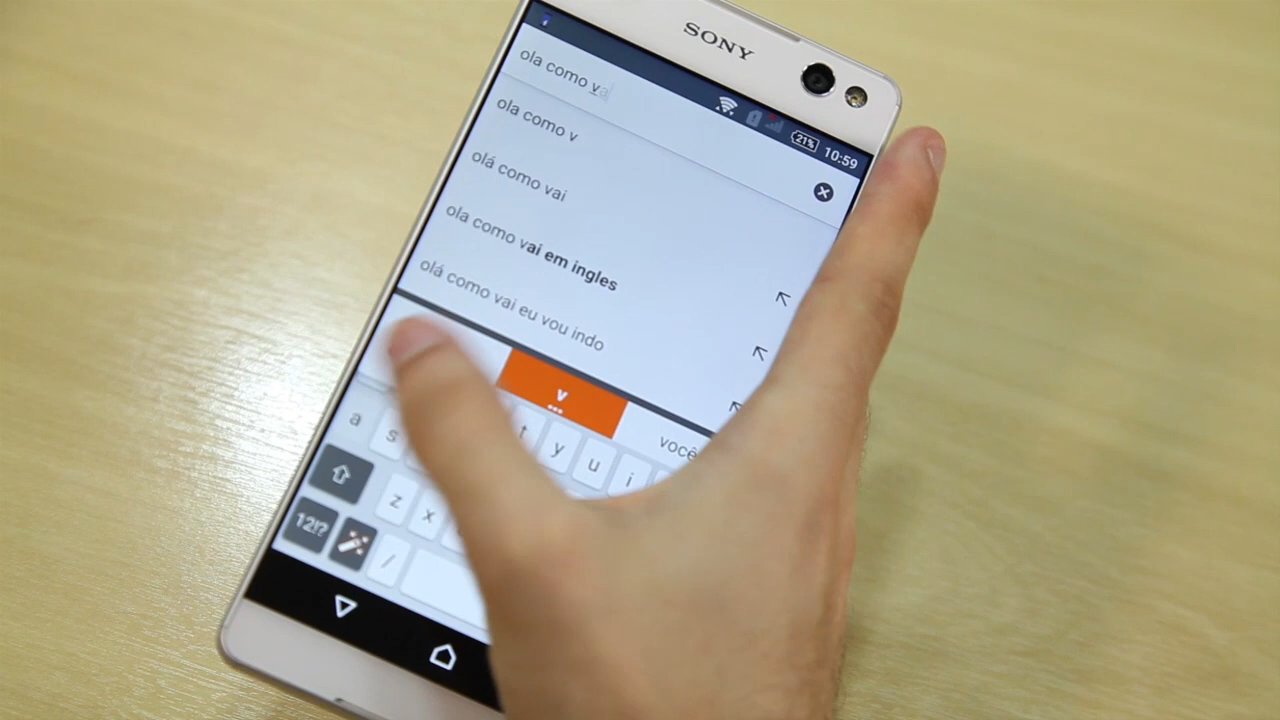 SONY
21% 10:59
ola como va
ola como v
olá como vai
ola como vai em ingles
olá como vai eu vou indo
v
você
t y u i
a s
z x
12!?
/